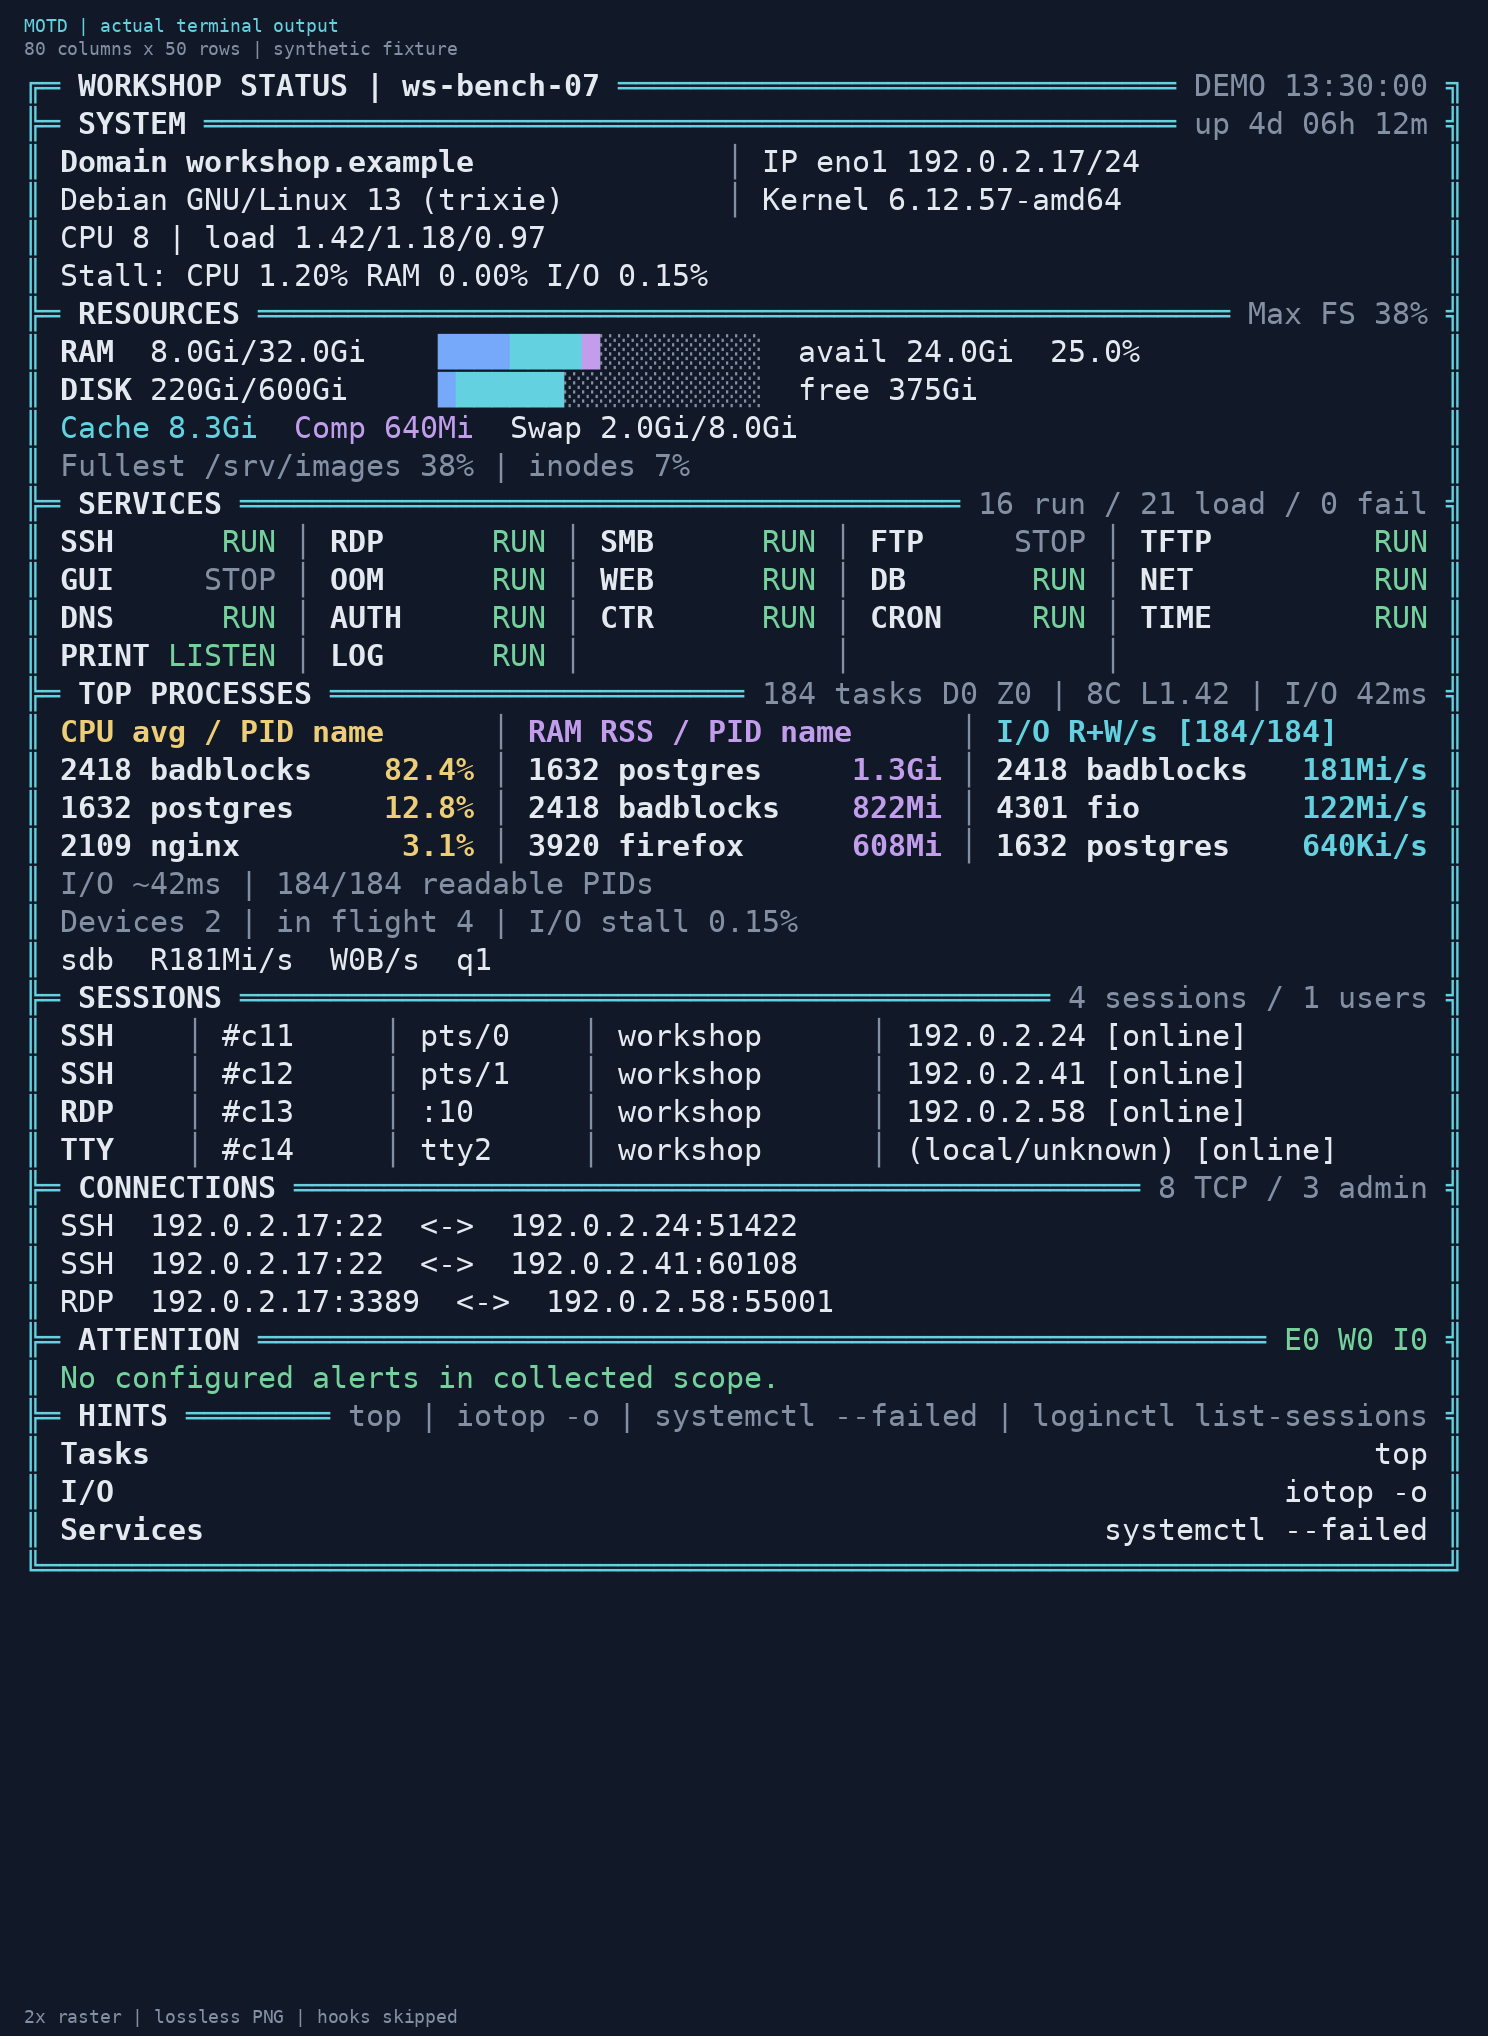 MOTD | actual terminal output
80 columns x 50 rows | synthetic fixture
WORKSHOP STATUS | ws-bench-07 DEMO 13:30:00
SYSTEM up 4d 06h 12m
Domain workshop.example │ IP eno1 192.0.2.17/24
Debian GNU/Linux 13 (trixie) │ Kernel 6.12.57-amd64
CPU 8 | load 1.42/1.18/0.97
Stall: CPU 1.20% RAM 0.00% I/O 0.15%
RESOURCES Max FS 38%
RAM 8.0Gi/32.0Gi avail 24.0Gi 25.0%
DISK 220Gi/600Gi free 375Gi
Cache 8.3Gi Comp 640Mi Swap 2.0Gi/8.0Gi
Fullest /srv/images 38% | inodes 7%
SERVICES 16 run / 21 load / 0 fail
SSH RUN │ RDP RUN │ SMB RUN │ FTP STOP │ TFTP RUN
GUI STOP │ OOM RUN │ WEB RUN │ DB RUN │ NET RUN
DNS RUN │ AUTH RUN │ CTR RUN │ CRON RUN │ TIME RUN
PRINT LISTEN │ LOG RUN │ │ │
TOP PROCESSES 184 tasks D0 Z0 | 8C L1.42 | I/O 42ms
CPU avg / PID name │ RAM RSS / PID name │ I/O R+W/s [184/184]
2418 badblocks 82.4% │ 1632 postgres 1.3Gi │ 2418 badblocks 181Mi/s
1632 postgres 12.8% │ 2418 badblocks 822Mi │ 4301 fio 122Mi/s
2109 nginx 3.1% │ 3920 firefox 608Mi │ 1632 postgres 640Ki/s
I/O ~42ms | 184/184 readable PIDs
Devices 2 | in flight 4 | I/O stall 0.15%
sdb R181Mi/s W0B/s q1
SESSIONS 4 sessions / 1 users
SSH │ #c11 │ pts/0 │ workshop │ 192.0.2.24 [online]
SSH │ #c12 │ pts/1 │ workshop │ 192.0.2.41 [online]
RDP │ #c13 │ :10 │ workshop │ 192.0.2.58 [online]
TTY │ #c14 │ tty2 │ workshop │ (local/unknown) [online]
CONNECTIONS 8 TCP / 3 admin
SSH 192.0.2.17:22 <-> 192.0.2.24:51422
SSH 192.0.2.17:22 <-> 192.0.2.41:60108
RDP 192.0.2.17:3389 <-> 192.0.2.58:55001
ATTENTION E0 W0 I0
No configured alerts in collected scope.
HINTS top | iotop -o | systemctl --failed | loginctl list-sessions
Tasks top
I/O iotop -o
Services systemctl --failed
2x raster | lossless PNG | hooks skipped